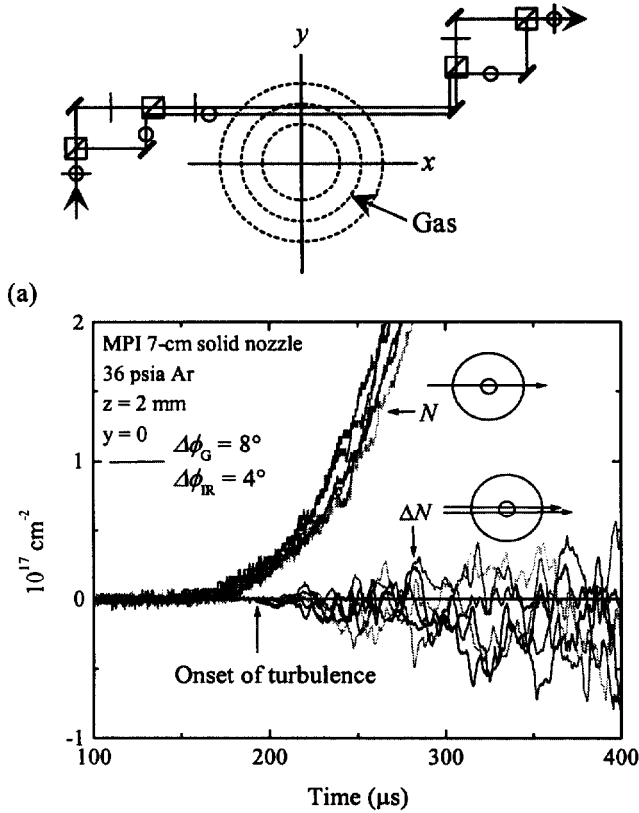 y
x
Gas
(a)
2
MPI 7-cm solid nozzle
36 psia Ar
z = 2 mm
y = 0
Δϕ_G = 8°
Δϕ_IR = 4°
N
1
ΔN
10^17 cm^-2
0
Onset of turbulence
-1
100
200
300
400
Time (μs)